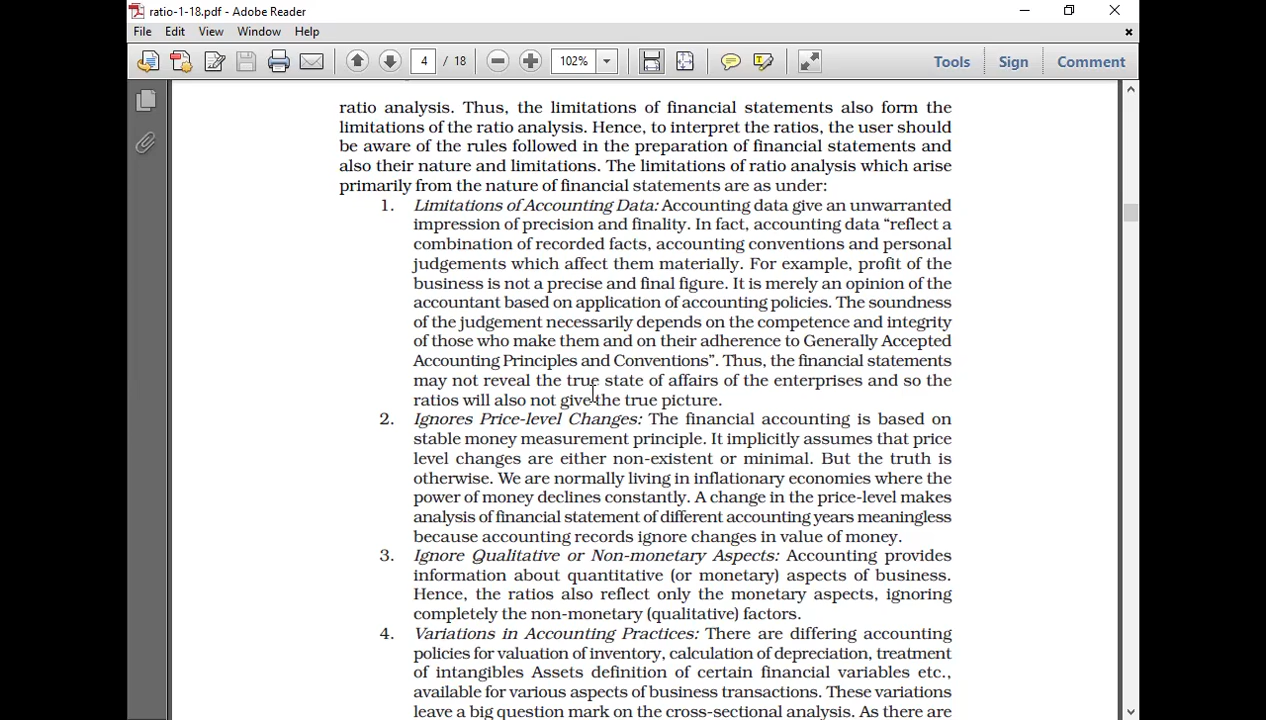 ratio-1-18.pdf - Adobe Reader
File Edit View Window Help
4 / 18 102% Tools Sign Comment
ratio analysis. Thus, the limitations of financial statements also form the
limitations of the ratio analysis. Hence, to interpret the ratios, the user should
be aware of the rules followed in the preparation of financial statements and
also their nature and limitations. The limitations of ratio analysis which arise
primarily from the nature of financial statements are as under:
1. Limitations of Accounting Data: Accounting data give an unwarranted
impression of precision and finality. In fact, accounting data “reflect a
combination of recorded facts, accounting conventions and personal
judgements which affect them materially. For example, profit of the
business is not a precise and final figure. It is merely an opinion of the
accountant based on application of accounting policies. The soundness
of the judgement necessarily depends on the competence and integrity
of those who make them and on their adherence to Generally Accepted
Accounting Principles and Conventions”. Thus, the financial statements
may not reveal the true state of affairs of the enterprises and so the
ratios will also not give the true picture.
2. Ignores Price-level Changes: The financial accounting is based on
stable money measurement principle. It implicitly assumes that price
level changes are either non-existent or minimal. But the truth is
otherwise. We are normally living in inflationary economies where the
power of money declines constantly. A change in the price-level makes
analysis of financial statement of different accounting years meaningless
because accounting records ignore changes in value of money.
3. Ignore Qualitative or Non-monetary Aspects: Accounting provides
information about quantitative (or monetary) aspects of business.
Hence, the ratios also reflect only the monetary aspects, ignoring
completely the non-monetary (qualitative) factors.
4. Variations in Accounting Practices: There are differing accounting
policies for valuation of inventory, calculation of depreciation, treatment
of intangibles Assets definition of certain financial variables etc.,
available for various aspects of business transactions. These variations
leave a big question mark on the cross-sectional analysis. As there are